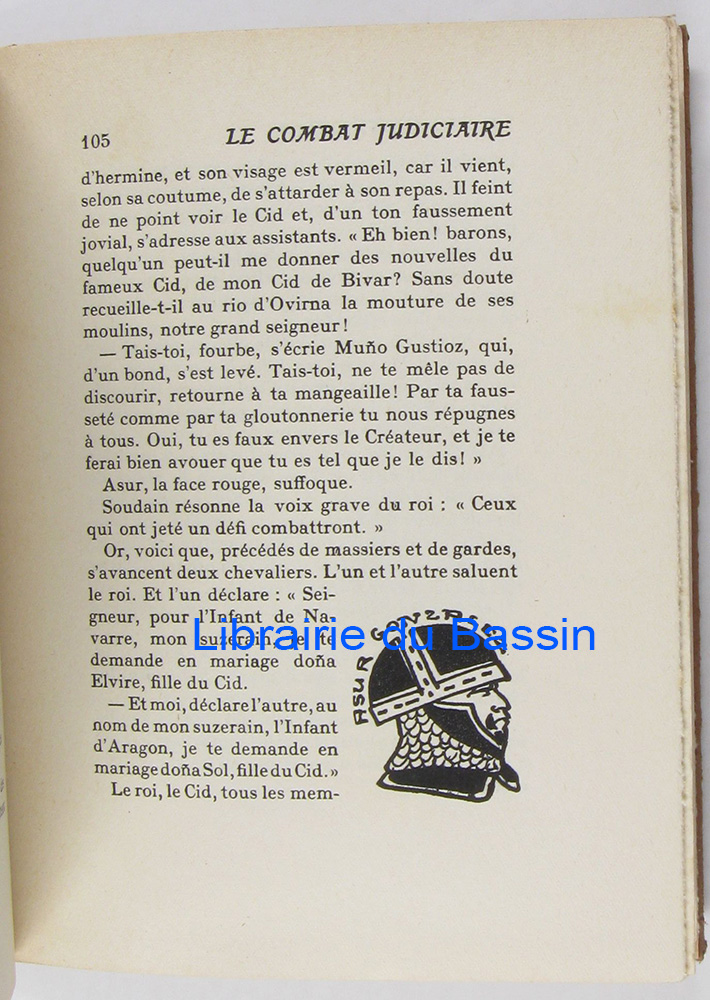 105 LE COMBAT JUDICIAIRE
d'hermine, et son visage est vermeil, car il vient,
selon sa coutume, de s'attarder à son repas. Il feint
de ne point voir le Cid et, d'un ton faussement
jovial, s'adresse aux assistants. « Eh bien! barons,
quelqu'un peut-il me donner des nouvelles du
fameux Cid, de mon Cid de Bivar? Sans doute
recueille-t-il au rio d'Ovirna la mouture de ses
moulins, notre grand seigneur!
— Tais-toi, fourbe, s'écrie Muño Gustioz, qui,
d'un bond, s'est levé. Tais-toi, ne te mêle pas de
discourir, retourne à ta mangeaille! Par ta faus-
seté comme par ta gloutonnerie tu nous répugnes
à tous. Oui, tu es faux envers le Créateur, et je te
ferai bien avouer que tu es tel que je le dis! »
Asur, la face rouge, suffoque.
Soudain résonne la voix grave du roi : « Ceux
qui ont jeté un défi combattront. »
Or, voici que, précédés de massiers et de gardes,
s'avancent deux chevaliers. L'un et l'autre saluent
le roi. Et l'un déclare : « Sei-
gneur, pour l'Infant de Na-
varre, mon suzerain, je te
demande en mariage doña
Elvire, fille du Cid.
— Et moi, déclare l'autre, au
nom de mon suzerain, l'Infant
d'Aragon, je te demande en
mariage doña Sol, fille du Cid. »
Le roi, le Cid, tous les mem-
ASUR
Librairie du Bassin